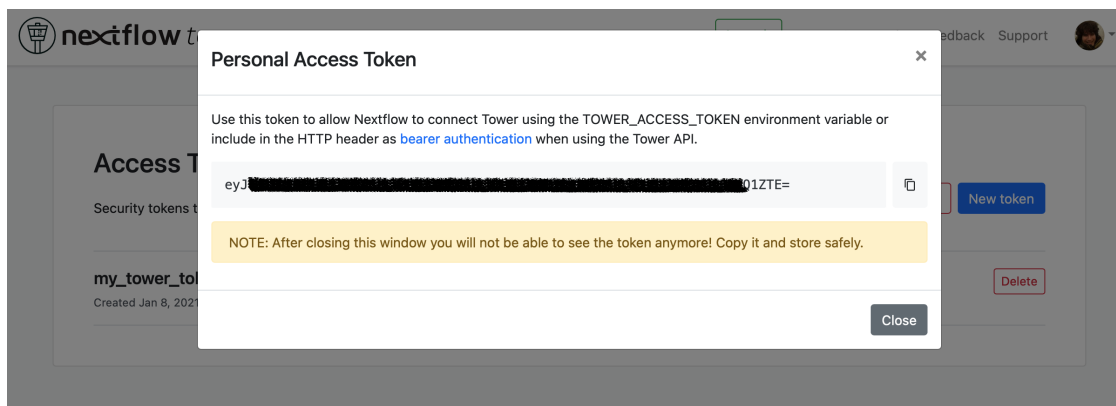 nextflow t
edback Support
Personal Access Token
×
Use this token to allow Nextflow to connect Tower using the TOWER_ACCESS_TOKEN environment variable or
include in the HTTP header as bearer authentication when using the Tower API.
Access T
eyJ
1ZTE=
New token
Security tokens t
NOTE: After closing this window you will not be able to see the token anymore! Copy it and store safely.
my_tower_tol
Delete
Created Jan 8, 2021
Close